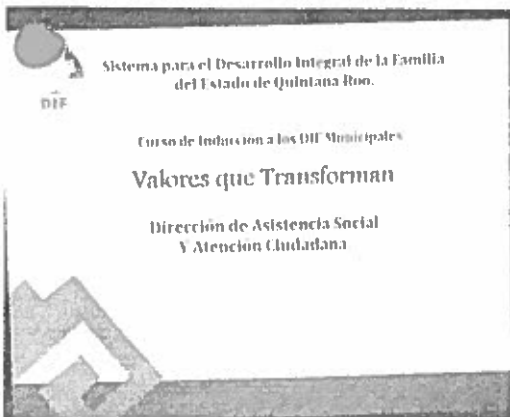 Sistema para el Desarrollo Integral de la Familia
del Estado de Quintana Roo.
DIF
Curso de Inducción a los DIF Municipales
Valores que Transforman
Dirección de Asistencia Social
Y Atención Ciudadana